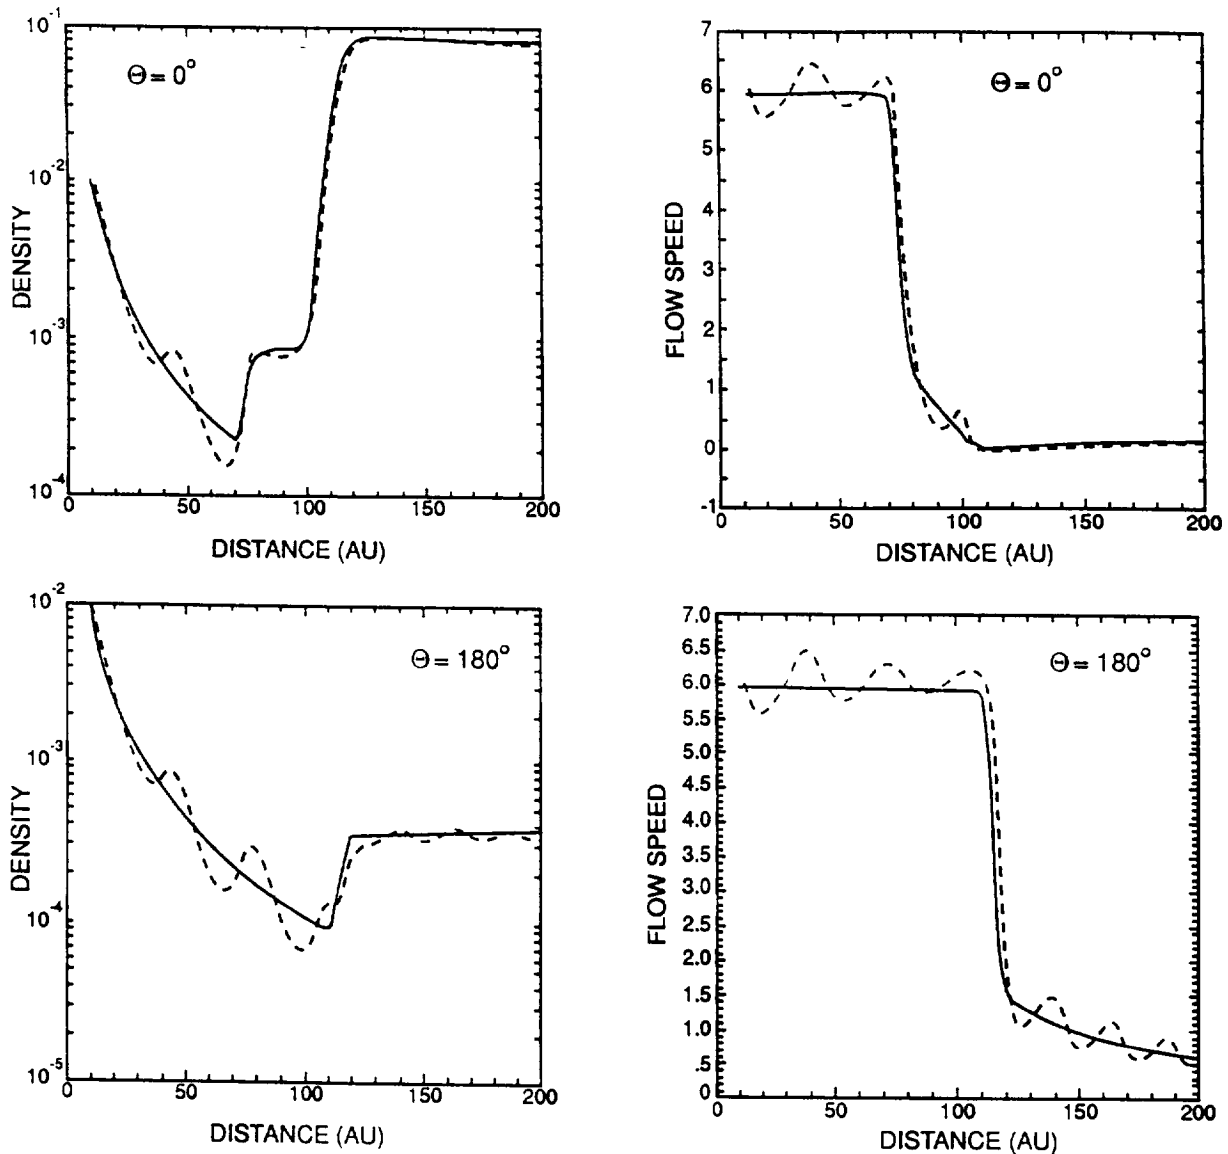 10⁻¹
10⁻²
10⁻³
10⁻⁴
DENSITY
Θ = 0°
0 50 100 150 200
DISTANCE (AU)
7
6
5
4
3
2
1
0
-1
FLOW SPEED
Θ = 0°
0 50 100 150 200
DISTANCE (AU)
10⁻²
10⁻³
10⁻⁴
10⁻⁵
DENSITY
Θ = 180°
0 50 100 150 200
DISTANCE (AU)
7.0
6.5
6.0
5.5
5.0
4.5
4.0
3.5
3.0
2.5
2.0
1.5
1.0
.5
0
FLOW SPEED
Θ = 180°
0 50 100 150 200
DISTANCE (AU)